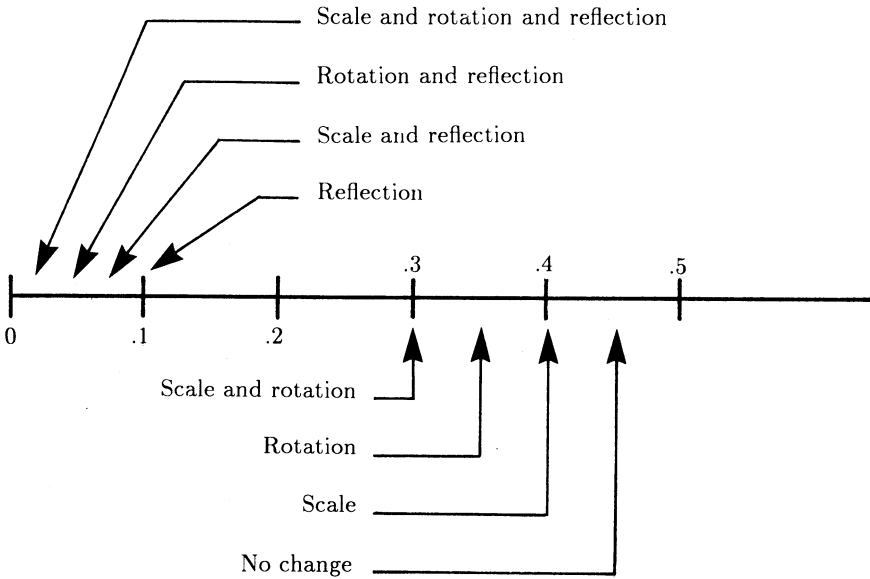 Scale and rotation and reflection
Rotation and reflection
Scale and reflection
Reflection
.3 .4 .5
0 .1 .2
Scale and rotation
Rotation
Scale
No change